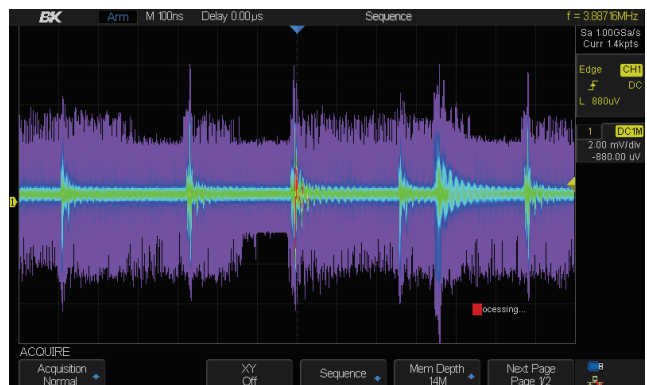 BK Arm M 100ns Delay 0.00µs Sequence f = 3.88716MHz
Sa 1.00GSa/s
Curr 1.4kpts
Edge CH1
DC
L 880uV
1 DC1M
2.00 mV/div
-880.00 uV
1
ocessing...
ACQUIRE
Acquisition XY Sequence Mem Depth Next Page
Normal Off 14M Page 1/2
B